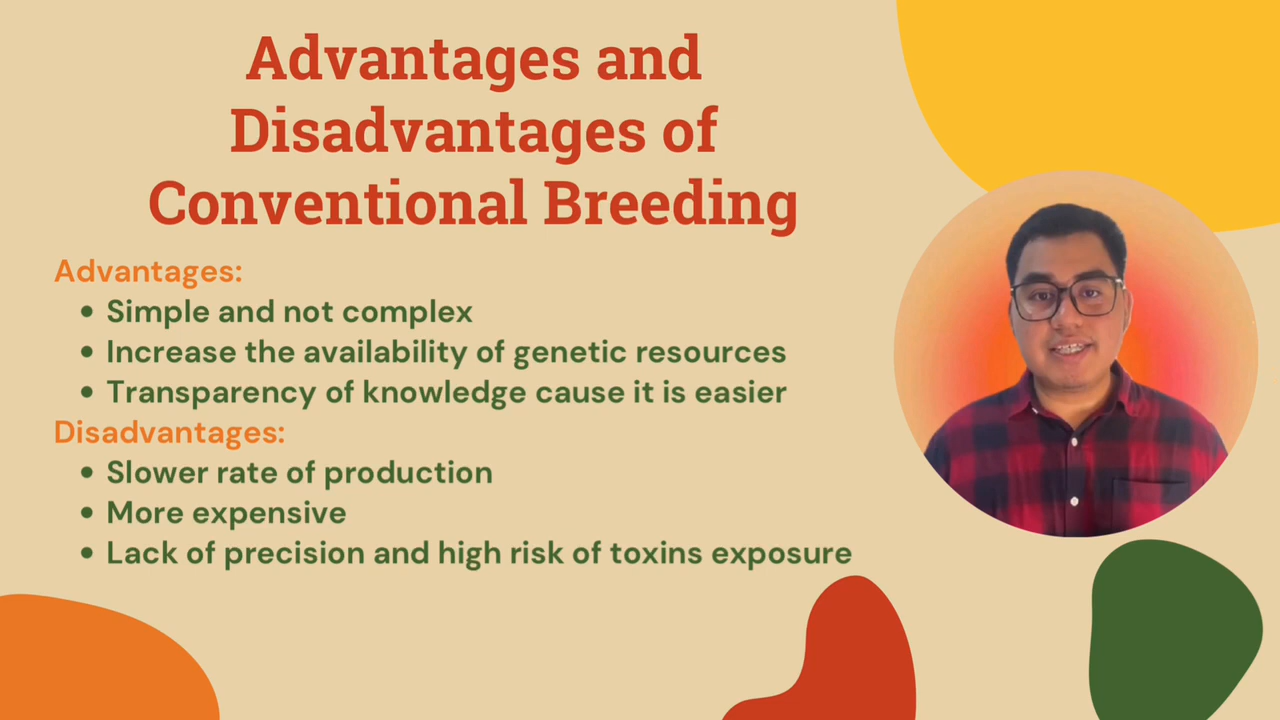 Advantages and
Disadvantages of
Conventional Breeding
Advantages:
• Simple and not complex
• Increase the availability of genetic resources
• Transparency of knowledge cause it is easier
Disadvantages:
• Slower rate of production
• More expensive
• Lack of precision and high risk of toxins exposure